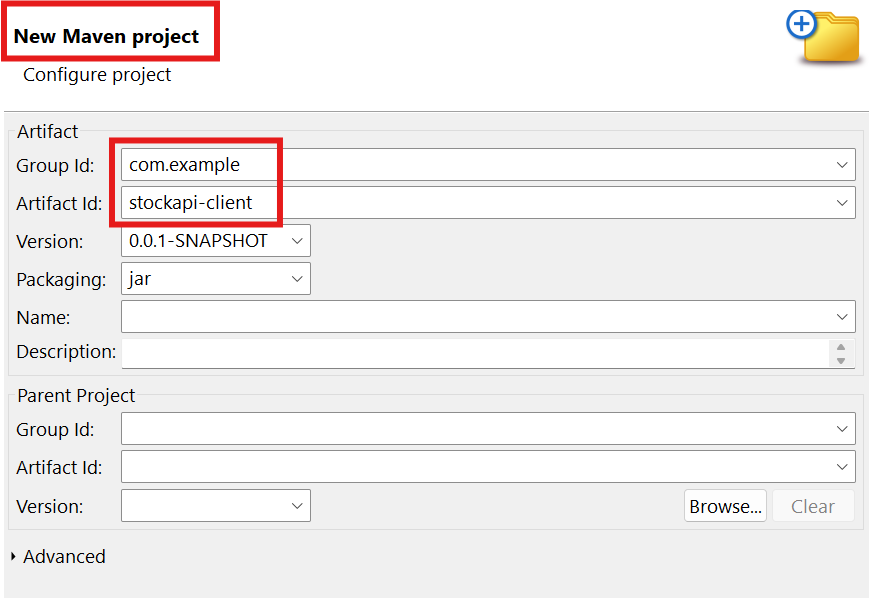 New Maven project
Configure project
Artifact
Group Id: com.example
Artifact Id: stockapi-client
Version: 0.0.1-SNAPSHOT
Packaging: jar
Name:
Description:
Parent Project
Group Id:
Artifact Id:
Version:
Browse... Clear
Advanced